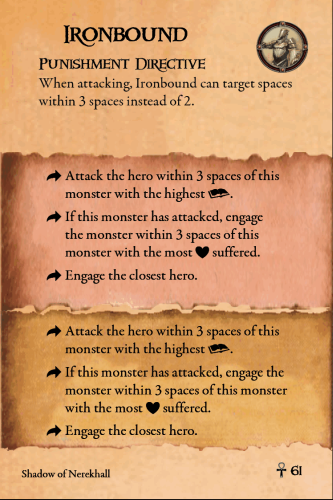 Ironbound
Punishment Directive
When attacking, Ironbound can target spaces
within 3 spaces instead of 2.
Attack the hero within 3 spaces of this
monster with the highest .
If this monster has attacked, engage
the monster within 3 spaces of this
monster with the most ♥ suffered.
Engage the closest hero.
Attack the hero within 3 spaces of this
monster with the highest .
If this monster has attacked, engage the
monster within 3 spaces of this monster
with the most ♥ suffered.
Engage the closest hero.
Shadow of Nerekhall
61